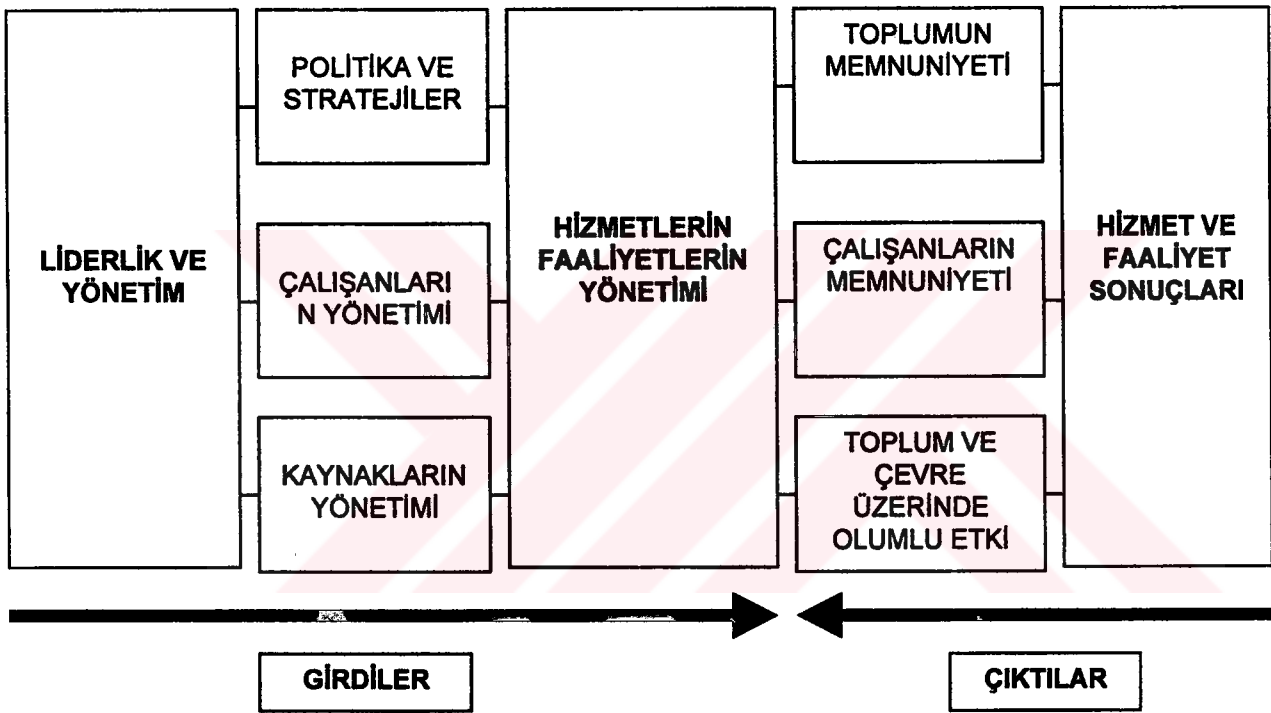 LİDERLİK VE
YÖNETİM
POLİTİKA VE
STRATEJİLER
ÇALIŞANLARI
N YÖNETİMİ
KAYNAKLARIN
YÖNETİMİ
HİZMETLERİN
FAALİYETLERİN
YÖNETİMİ
TOPLUMUN
MEMNUNİYETİ
ÇALIŞANLARIN
MEMNUNİYETİ
TOPLUM VE
ÇEVRE
ÜZERİNDE
OLUMLU ETKİ
HİZMET VE
FAALİYET
SONUÇLARI
GİRDİLER
ÇIKTILAR